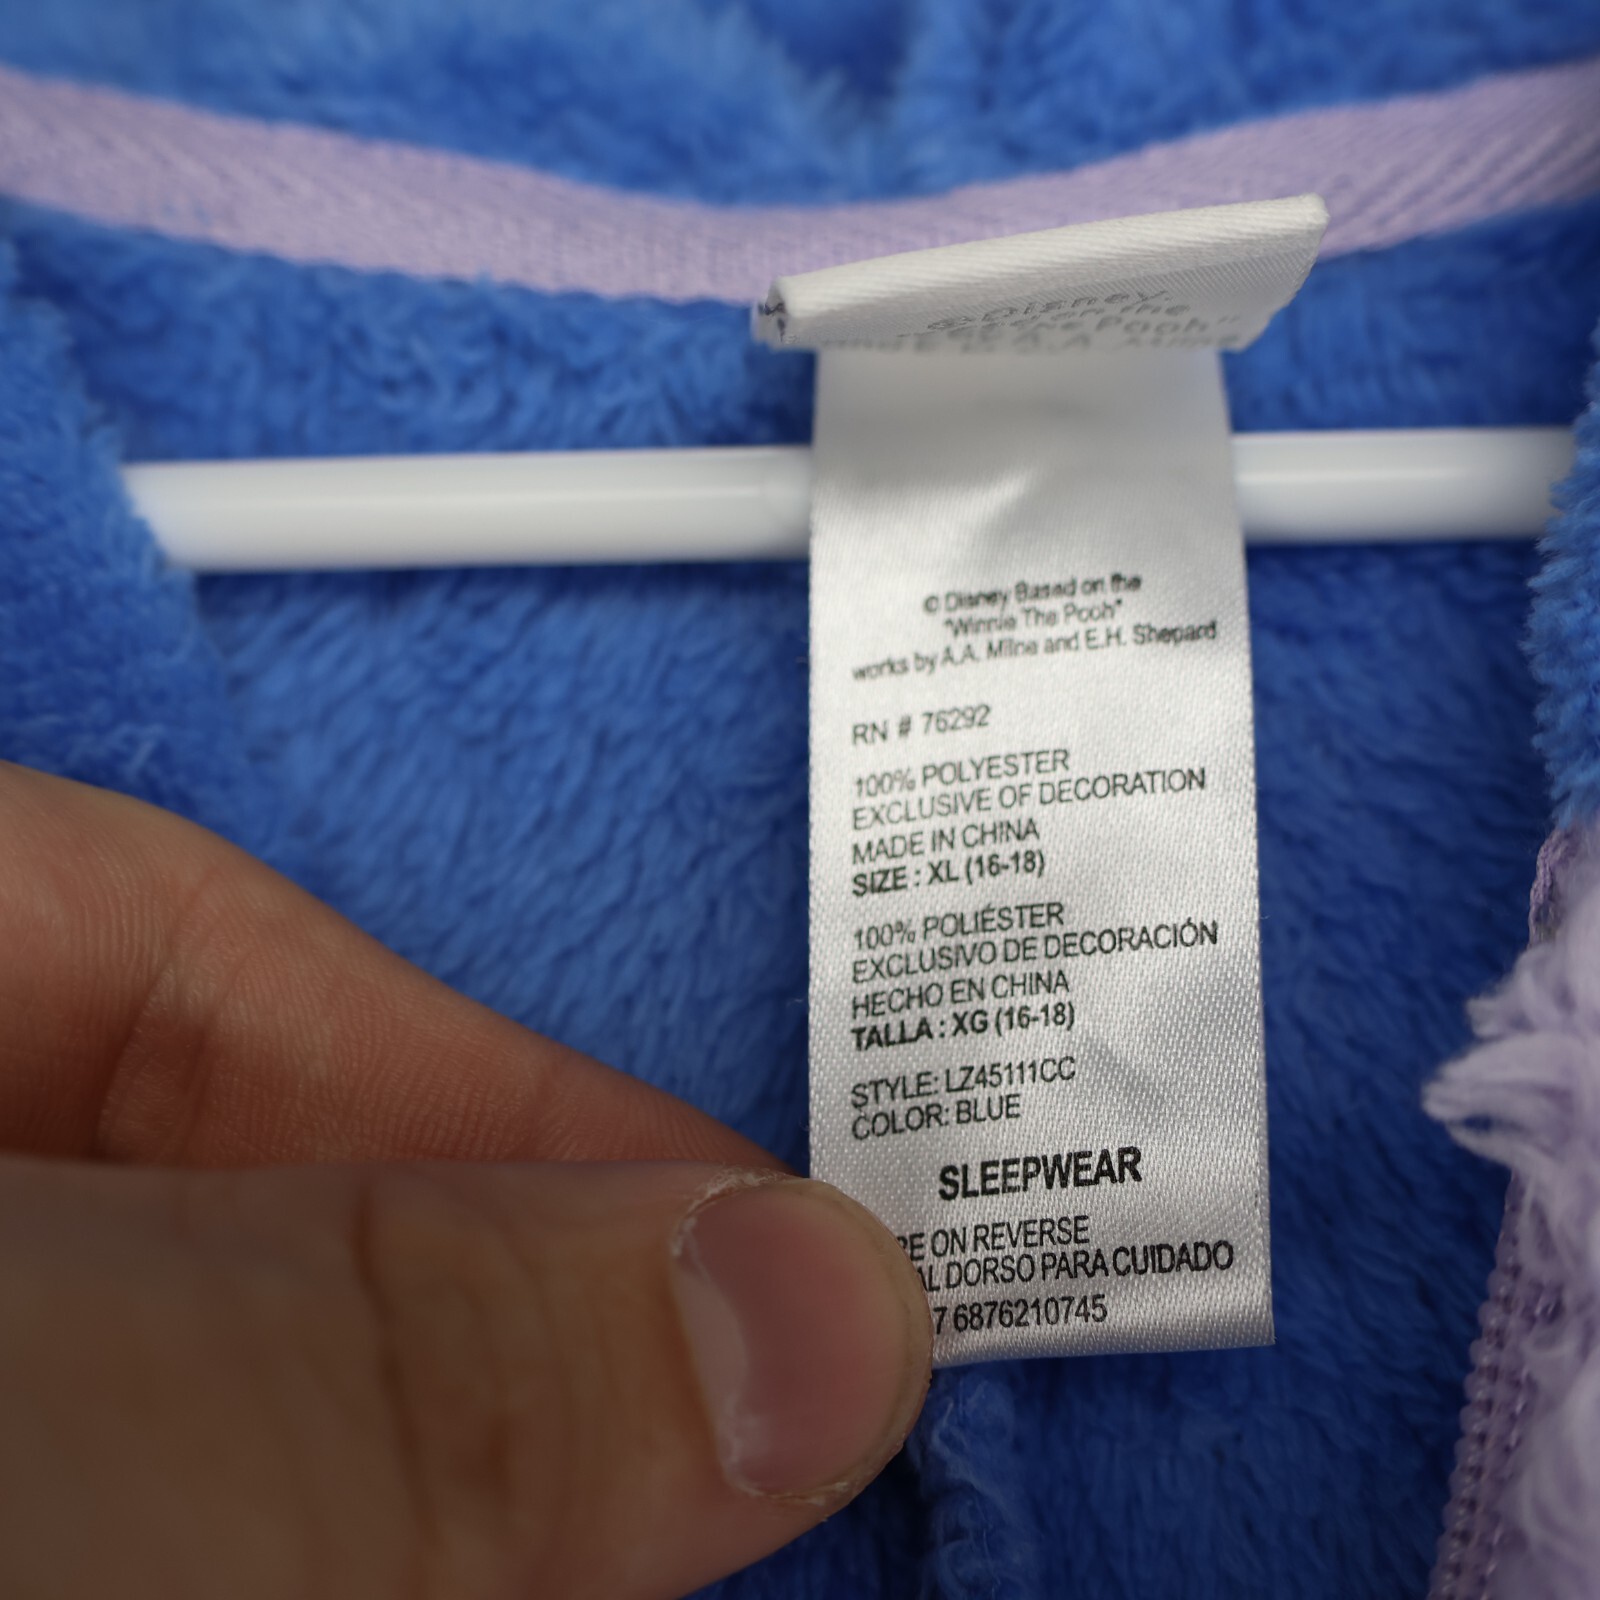 ©Disney.
© Disney Based on the
"Winnie The Pooh"
works by A.A. Milne and E.H. Shepard
RN # 76292
100% POLYESTER
EXCLUSIVE OF DECORATION
MADE IN CHINA
SIZE : XL (16-18)
100% POLIÉSTER
EXCLUSIVO DE DECORACIÓN
HECHO EN CHINA
TALLA : XG (16-18)
STYLE: LZ45111CC
COLOR: BLUE
SLEEPWEAR
ON REVERSE
AL DORSO PARA CUIDADO
7 6876210745